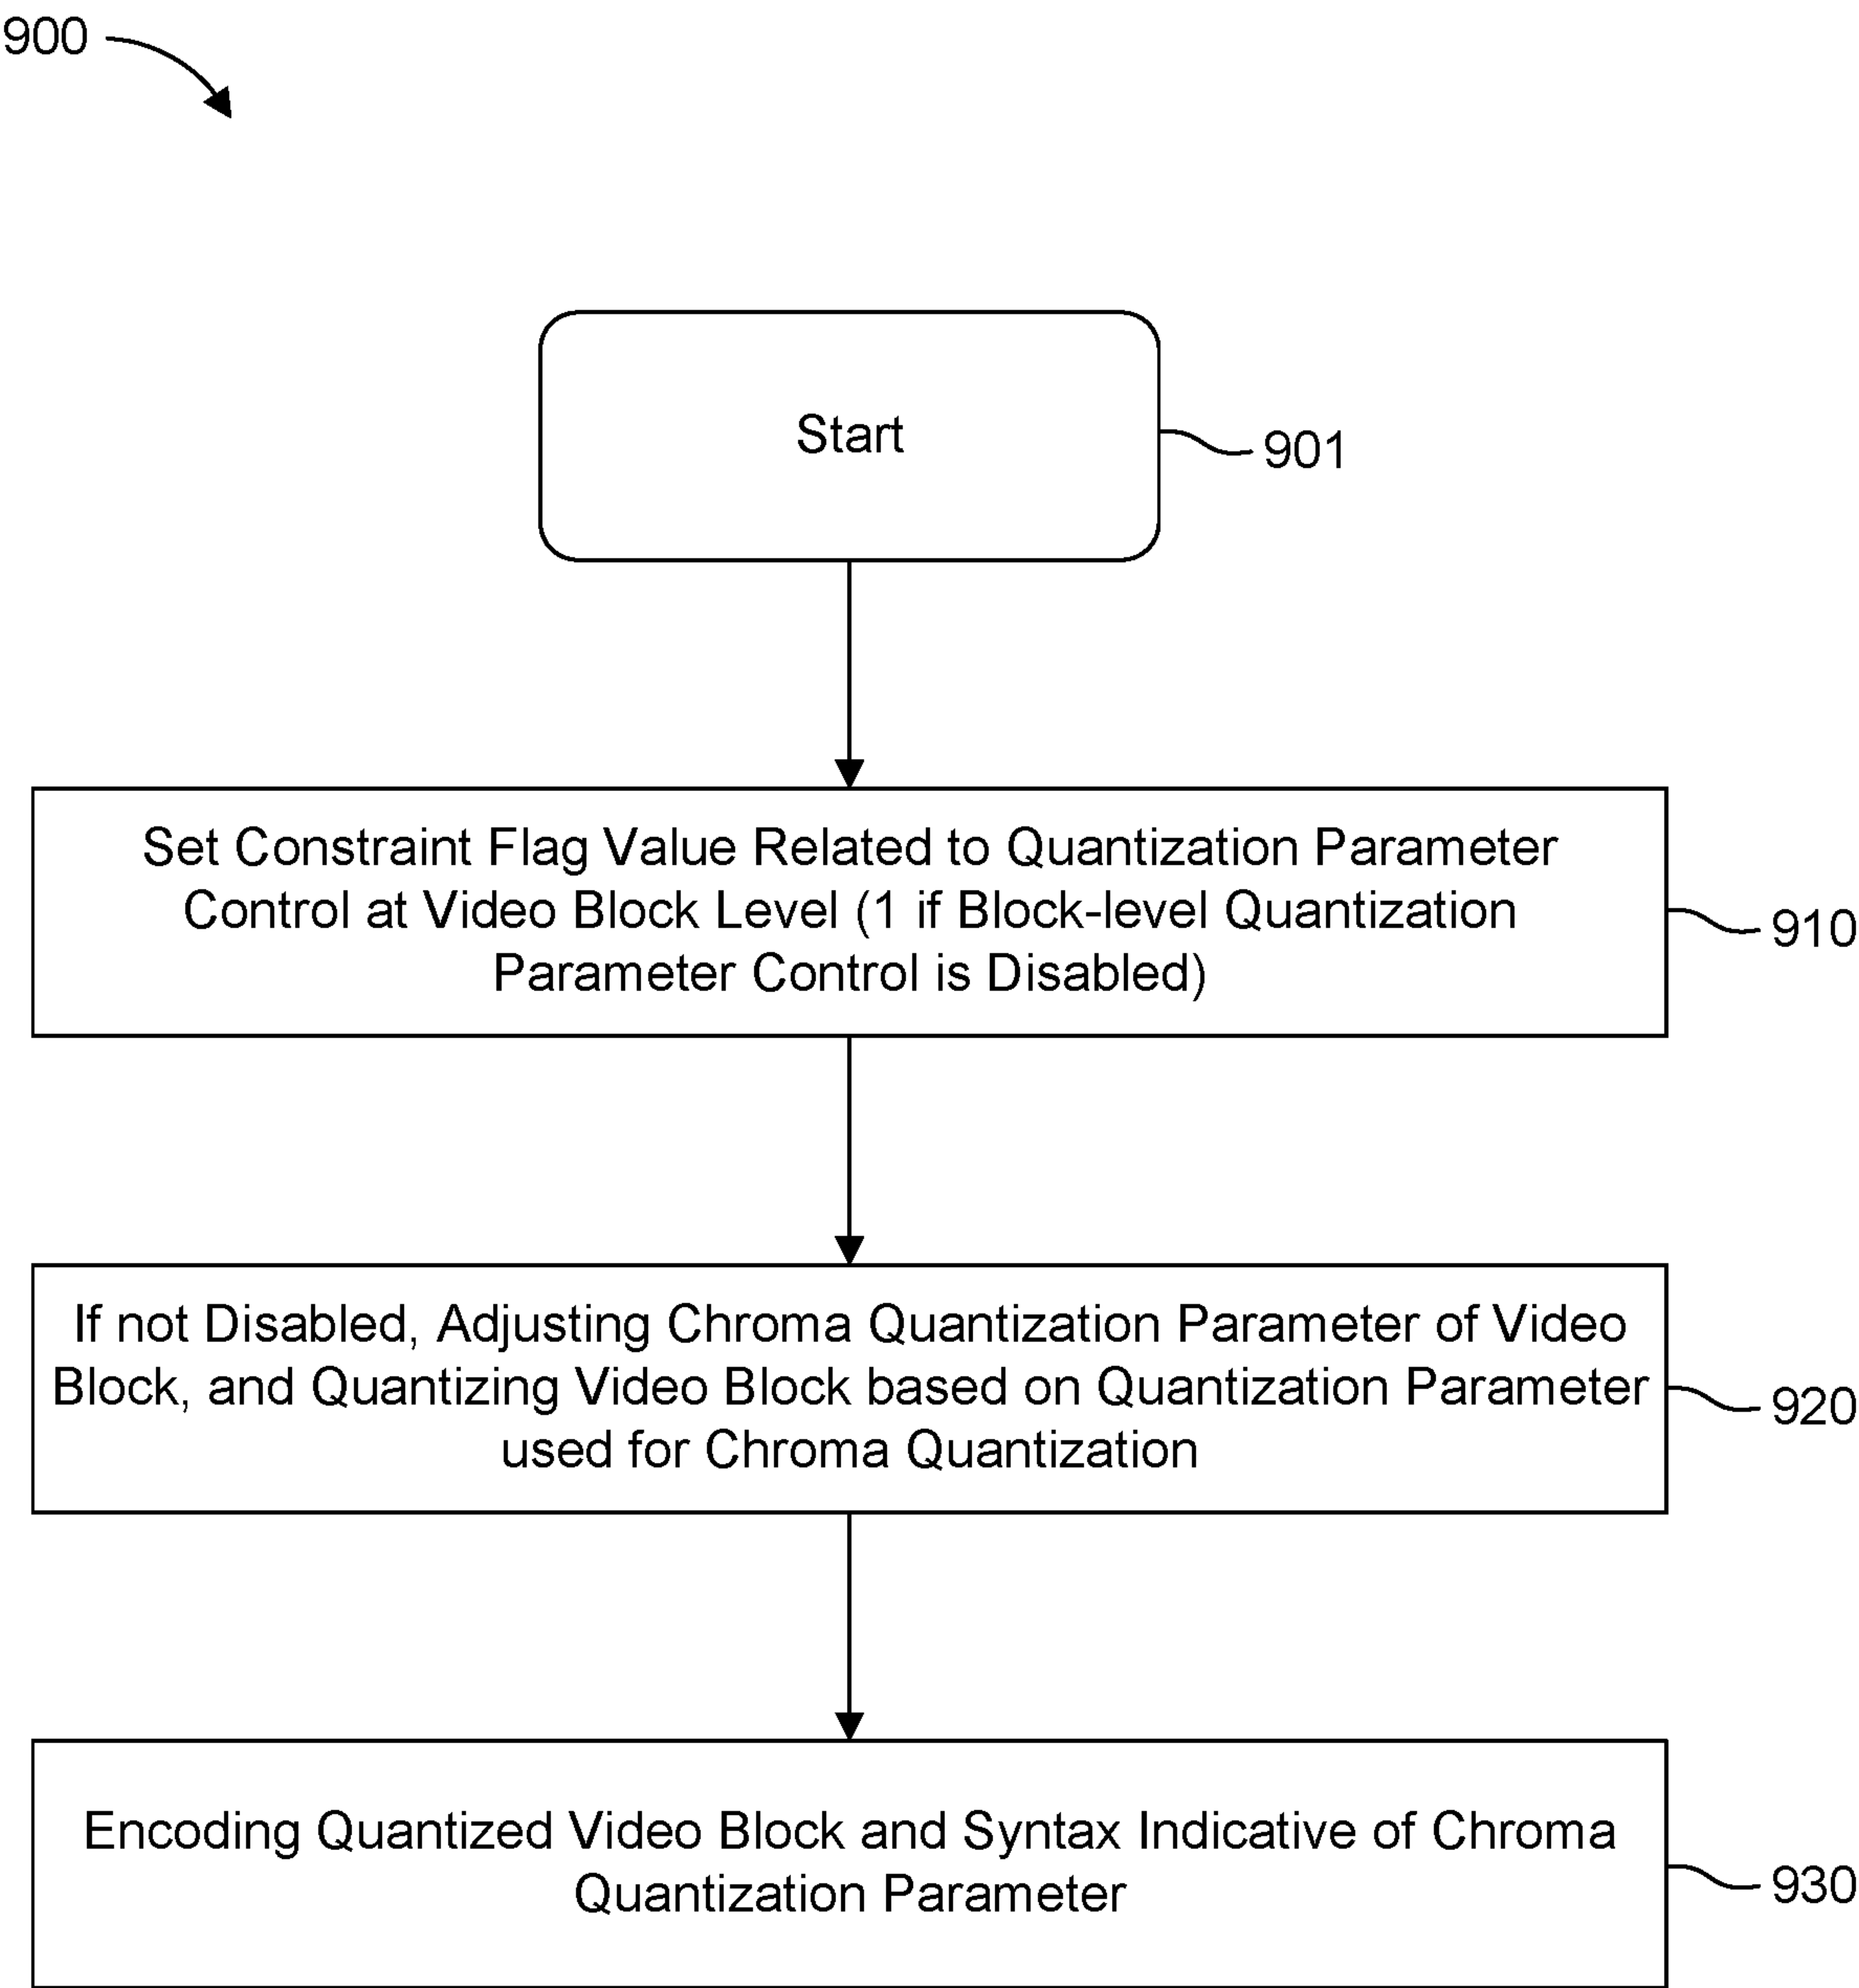 900
Start
901
Set Constraint Flag Value Related to Quantization Parameter
Control at Video Block Level (1 if Block-level Quantization
Parameter Control is Disabled)
910
If not Disabled, Adjusting Chroma Quantization Parameter of Video
Block, and Quantizing Video Block based on Quantization Parameter
used for Chroma Quantization
920
Encoding Quantized Video Block and Syntax Indicative of Chroma
Quantization Parameter
930